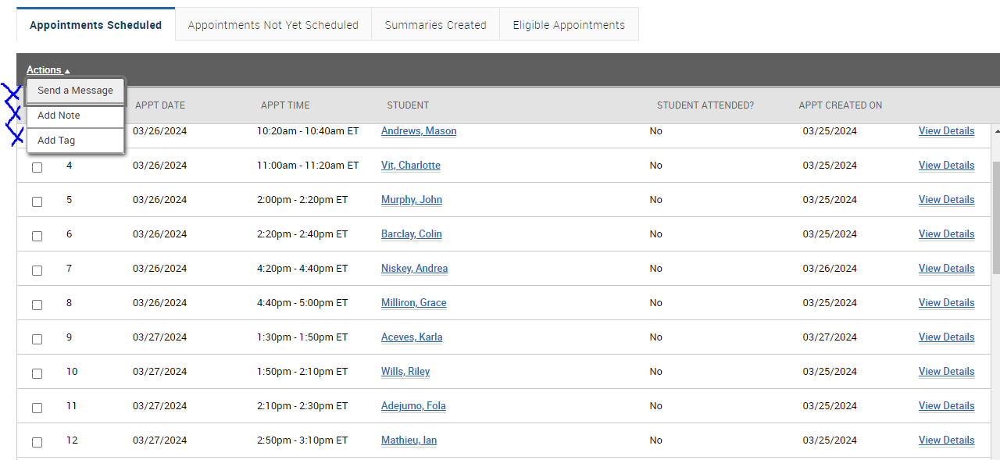 Appointments Scheduled Appointments Not Yet Scheduled Summaries Created Eligible Appointments
Actions
Send a Message
Add Note
Add Tag
APPT DATE APPT TIME STUDENT STUDENT ATTENDED? APPT CREATED ON
03/26/2024 10:20am - 10:40am ET Andrews, Mason No 03/25/2024 View Details
4 03/26/2024 11:00am - 11:20am ET Vit, Charlotte No 03/25/2024 View Details
5 03/26/2024 2:00pm - 2:20pm ET Murphy, John No 03/25/2024 View Details
6 03/26/2024 2:20pm - 2:40pm ET Barclay, Colin No 03/25/2024 View Details
7 03/26/2024 4:20pm - 4:40pm ET Niskey, Andrea No 03/26/2024 View Details
8 03/26/2024 4:40pm - 5:00pm ET Milliron, Grace No 03/25/2024 View Details
9 03/27/2024 1:30pm - 1:50pm ET Aceves, Karla No 03/27/2024 View Details
10 03/27/2024 1:50pm - 2:10pm ET Wills, Riley No 03/25/2024 View Details
11 03/27/2024 2:10pm - 2:30pm ET Adejumo, Fola No 03/25/2024 View Details
12 03/27/2024 2:50pm - 3:10pm ET Mathieu, Ian No 03/25/2024 View Details